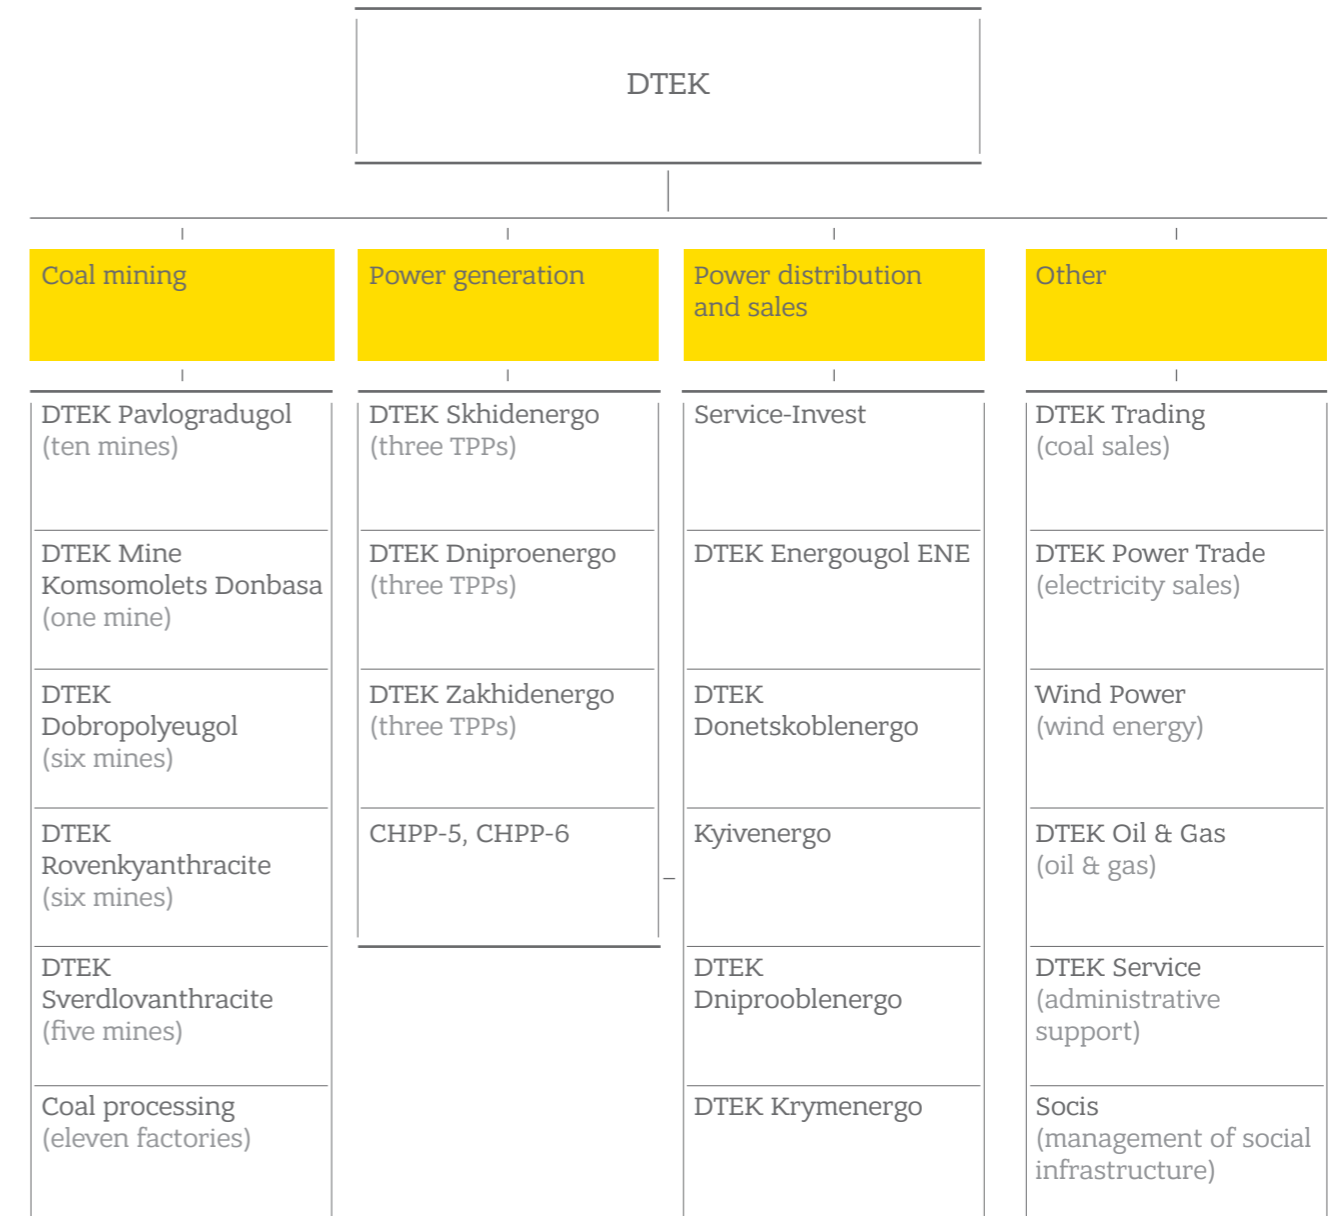 DTEK
Coal mining
Power generation
Power distribution
and sales
Other
DTEK Pavlogradugol
(ten mines)
DTEK Mine
Komsomolets Donbasa
(one mine)
DTEK
Dobropolyeugol
(six mines)
DTEK
Rovenkyanthracite
(six mines)
DTEK
Sverdlovanthracite
(five mines)
Coal processing
(eleven factories)
DTEK Skhidenergo
(three TPPs)
DTEK Dniproenergo
(three TPPs)
DTEK Zakhidenergo
(three TPPs)
CHPP-5, CHPP-6
Service-Invest
DTEK Energougol ENE
DTEK
Donetskoblenergo
Kyivenergo
DTEK
Dniprooblenergo
DTEK Krymenergo
DTEK Trading
(coal sales)
DTEK Power Trade
(electricity sales)
Wind Power
(wind energy)
DTEK Oil & Gas
(oil & gas)
DTEK Service
(administrative
support)
Socis
(management of social
infrastructure)